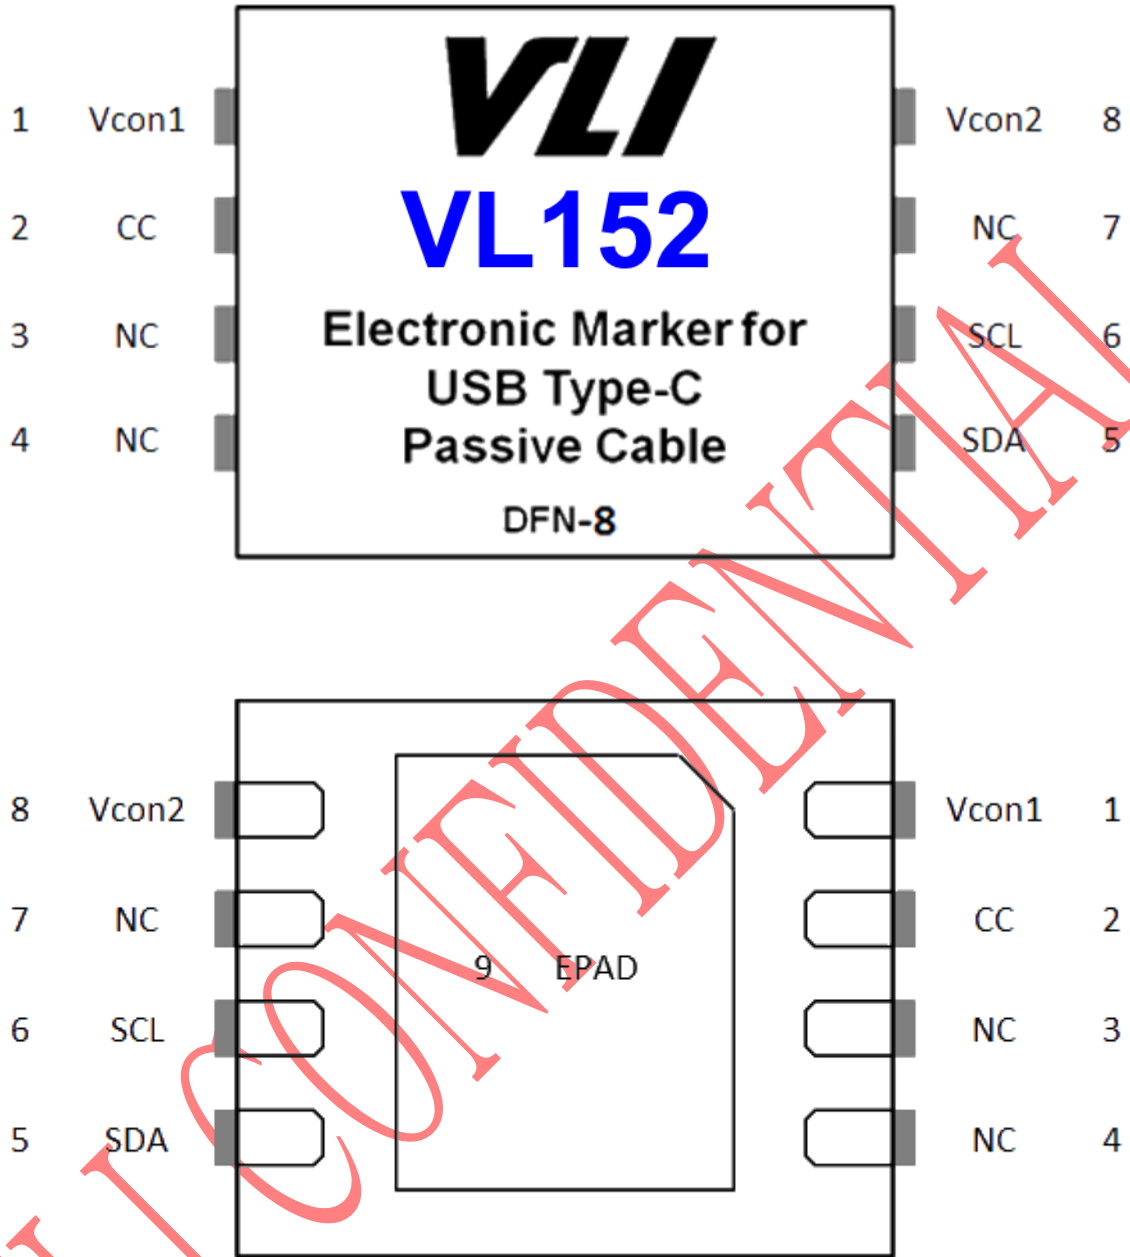 VLI
1 Vcon1 Vcon2 8
VL152
2 CC NC 7
Electronic Marker for
3 NC SCL 6
USB Type-C
4 NC SDA 5
Passive Cable
DFN-8
8 Vcon2 Vcon1 1
7 NC CC 2
9 EPAD
6 SCL NC 3
5 SDA NC 4
CONFIDENTIAL